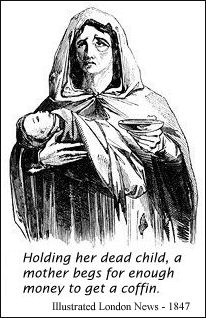 Holding her dead child, a
mother begs for enough
money to get a coffin.
Illustrated London News - 1847